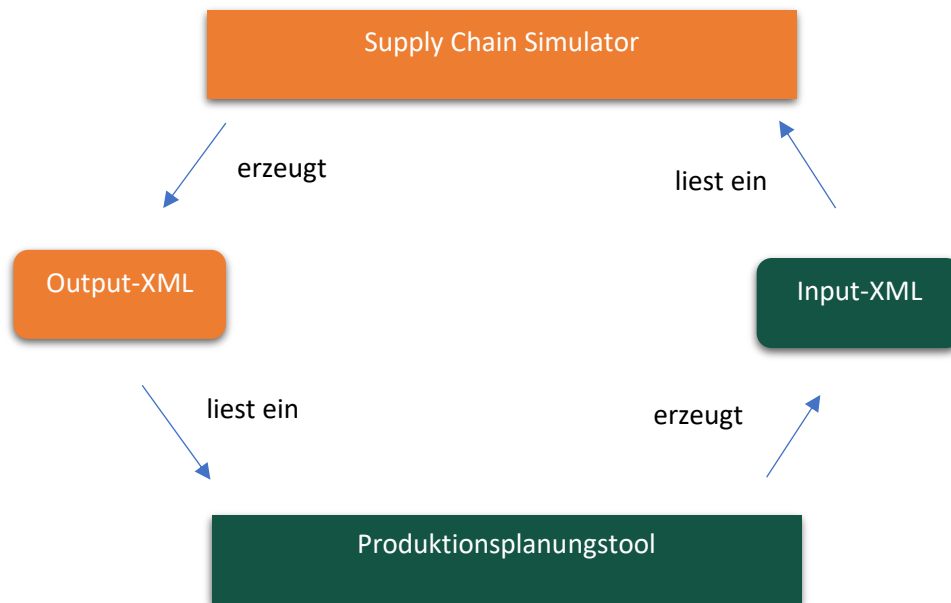 Supply Chain Simulator
erzeugt
liest ein
Output-XML
Input-XML
liest ein
erzeugt
Produktionsplanungstool